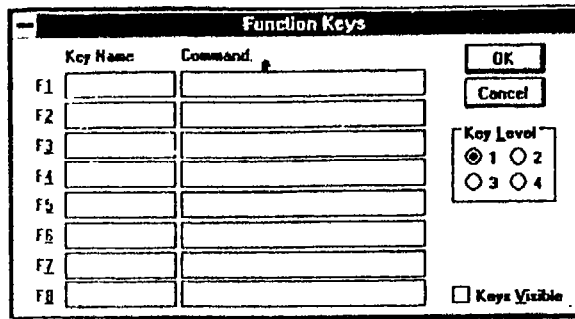 Function Keys
Key Name Command
OK
Cancel
F1
F2
F3
F4
F5
F6
F7
F8
Key Level
1 2
3 4
Keys Visible